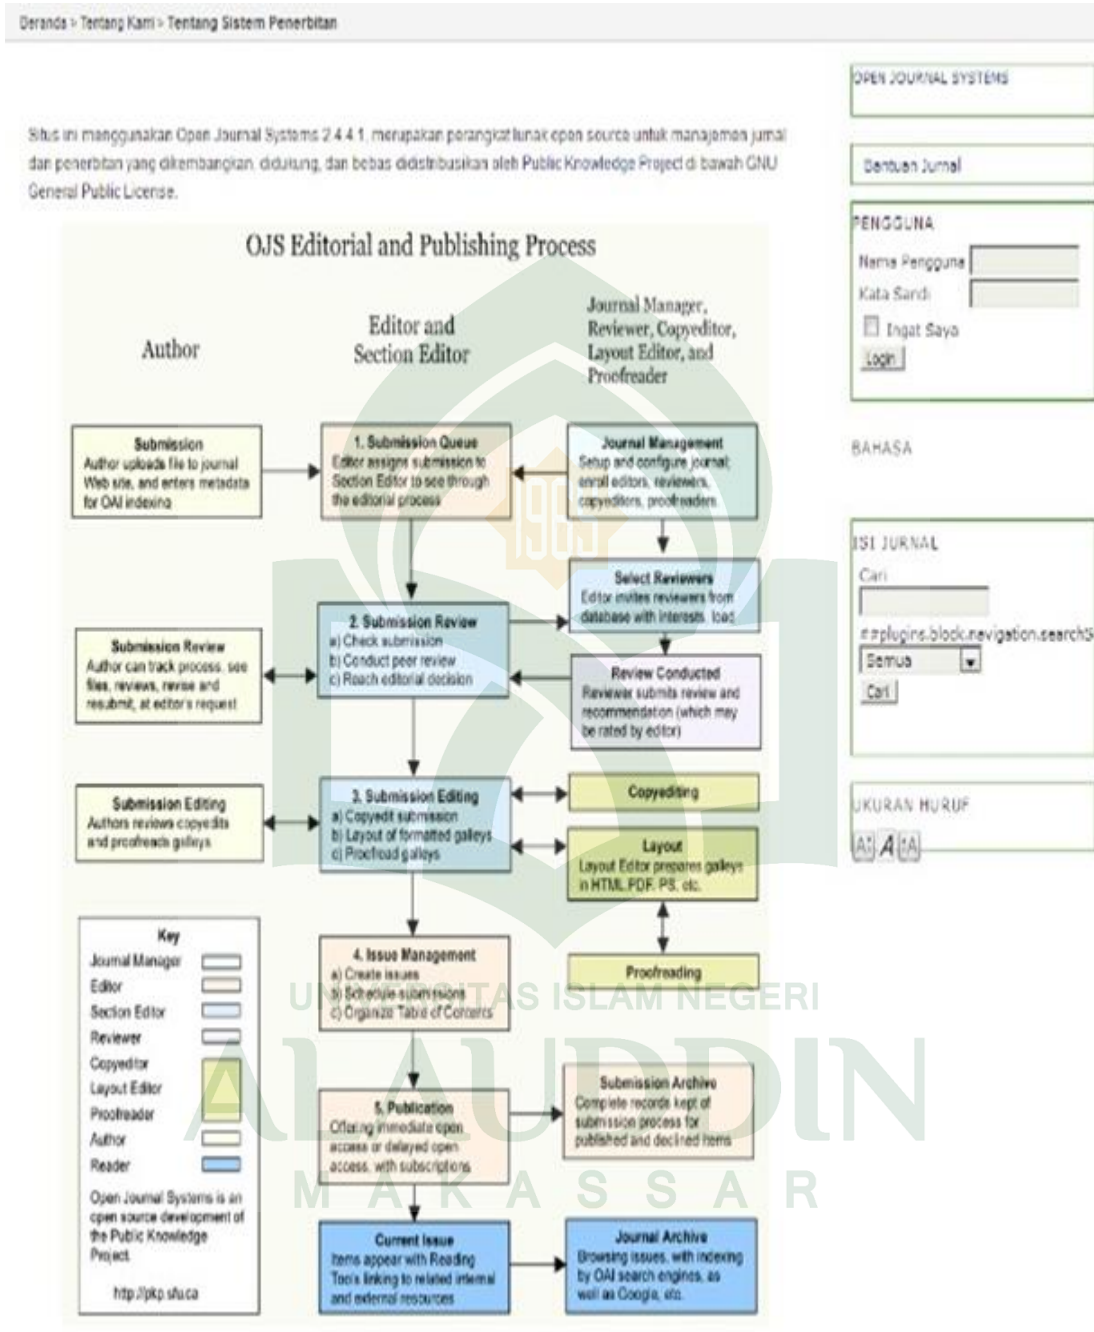 Beranda > Tentang Kami > Tentang Sistem Penerbitan
Situs ini menggunakan Open Journal Systems 2.4.4.1, merupakan perangkat lunak open source untuk manajemen jurnal
dan penerbitan yang dikembangkan, didukung, dan bebas didistribusikan oleh Public Knowledge Project di bawah GNU
General Public License.
OJS Editorial and Publishing Process
Author
Editor and
Section Editor
Journal Manager,
Reviewer, Copyeditor,
Layout Editor, and
Proofreader
Submission
Author uploads file to journal
Web site, and enters metadata
for OAI indexing
1. Submission Queue
Editor assigns submission to
Section Editor to see through
the editorial process
Journal Management
Setup and configure journal;
enroll editors, reviewers,
copyeditors, proofreaders.
Select Reviewers
Editor invites reviewers from
database with interests, load
Submission Review
Author can track process, see
files, reviews, revise and
resubmit, at editor's request
2. Submission Review
a) Check submission
b) Conduct peer review
c) Reach editorial decision
Review Conducted
Reviewer submits review and
recommendation (which may
be rated by editor)
Submission Editing
Authors reviews copyedits
and proofreads galleys
3. Submission Editing
a) Copyedit submission
b) Layout of formatted galleys
c) Proofread galleys
Copyediting
Layout
Layout Editor prepares galleys
in HTML,PDF, PS, etc.
Proofreading
4. Issue Management
a) Create issues
b) Schedule submissions
c) Organize Table of Contents
5. Publication
Offering immediate open
access or delayed open
access, with subscriptions
Submission Archive
Complete records kept of
submission process for
published and declined items
Current Issue
Items appear with Reading
Tools linking to related internal
and external resources
Journal Archive
Browsing issues, with indexing
by OAI search engines, as
well as Google, etc.
Key
Journal Manager
Editor
Section Editor
Reviewer
Copyeditor
Layout Editor
Proofreader
Author
Reader
Open Journal Systems is an
open source development of
the Public Knowledge
Project.
http://pkp.sfu.ca
OPEN JOURNAL SYSTEMS
Bantuan Jurnal
PENGGUNA
Nama Pengguna
Kata Sandi
Ingat Saya
Login
BAHASA
ISI JURNAL
Cari
##plugins.block.navigation.searchS
Semua
Cari
UKURAN HURUF
A A A
1965
UNIVERSITAS ISLAM NEGERI
ALAUDDIN
MAKASSAR